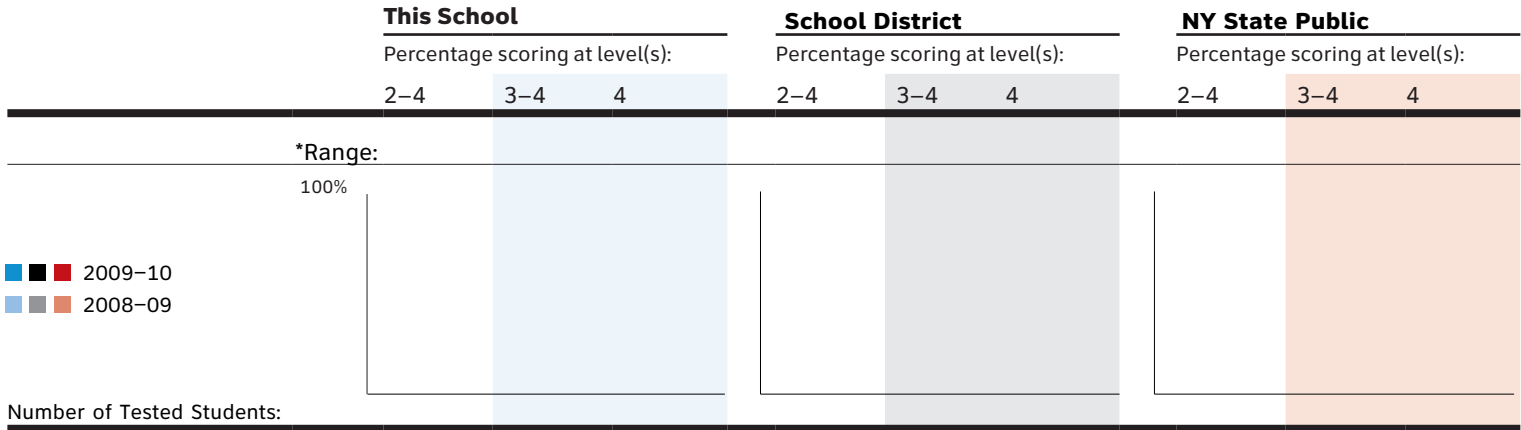 This School School District NY State Public
Percentage scoring at level(s): Percentage scoring at level(s): Percentage scoring at level(s):
2–4 3–4 4 2–4 3–4 4 2–4 3–4 4
*Range:
100%
2009–10
2008–09
Number of Tested Students: